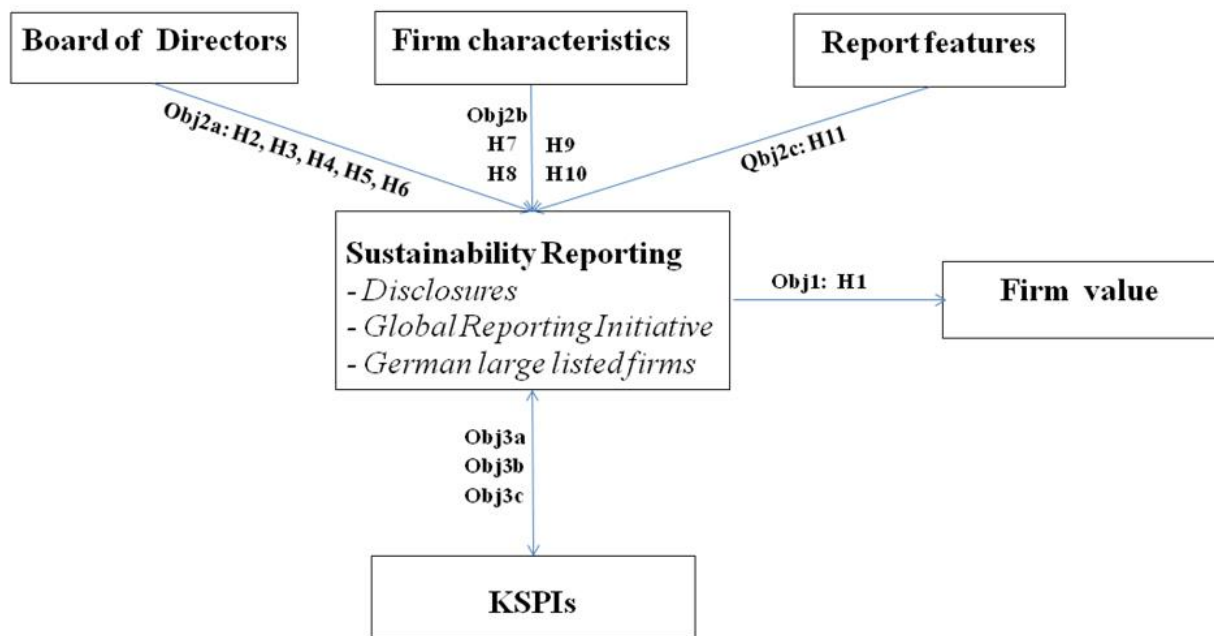 Board of Directors
Firm characteristics
Report features
Obj2a: H2, H3, H4, H5, H6
Obj2b
H7 H9
H8 H10
Qbj2c: H11
Sustainability Reporting
- Disclosures
- Global Reporting Initiative
- German large listed firms
Obj1: H1
Firm value
Obj3a
Obj3b
Obj3c
KSPIs